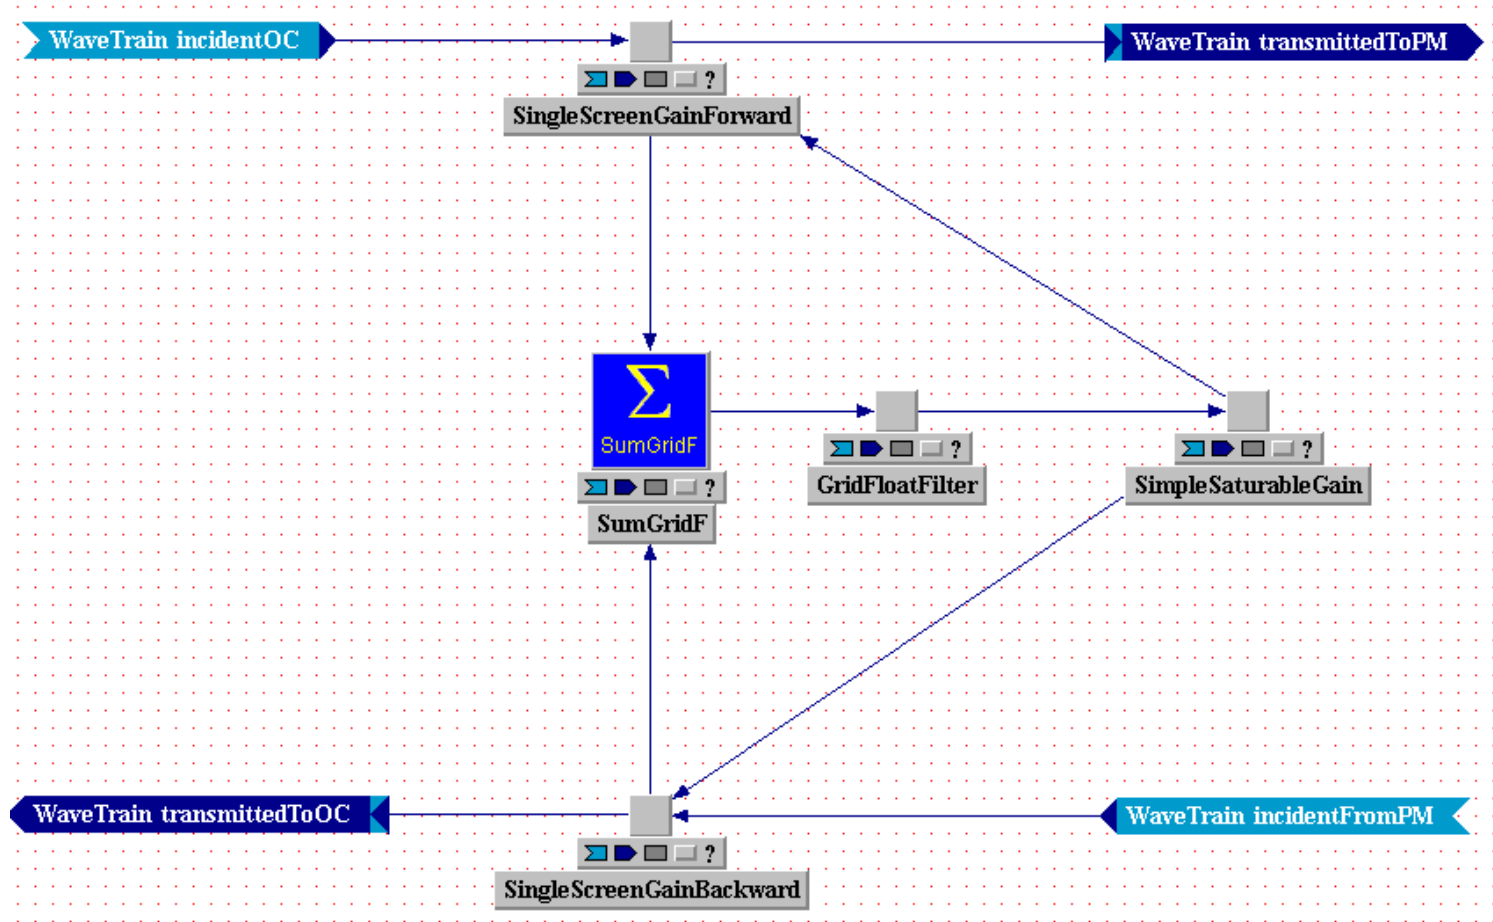 WaveTrain incidentOC
WaveTrain transmittedToPM
?
SingleScreenGainForward
Σ
SumGridF
?
SumGridF
?
GridFloatFilter
?
SimpleSaturableGain
WaveTrain transmittedToOC
WaveTrain incidentFromPM
?
SingleScreenGainBackward